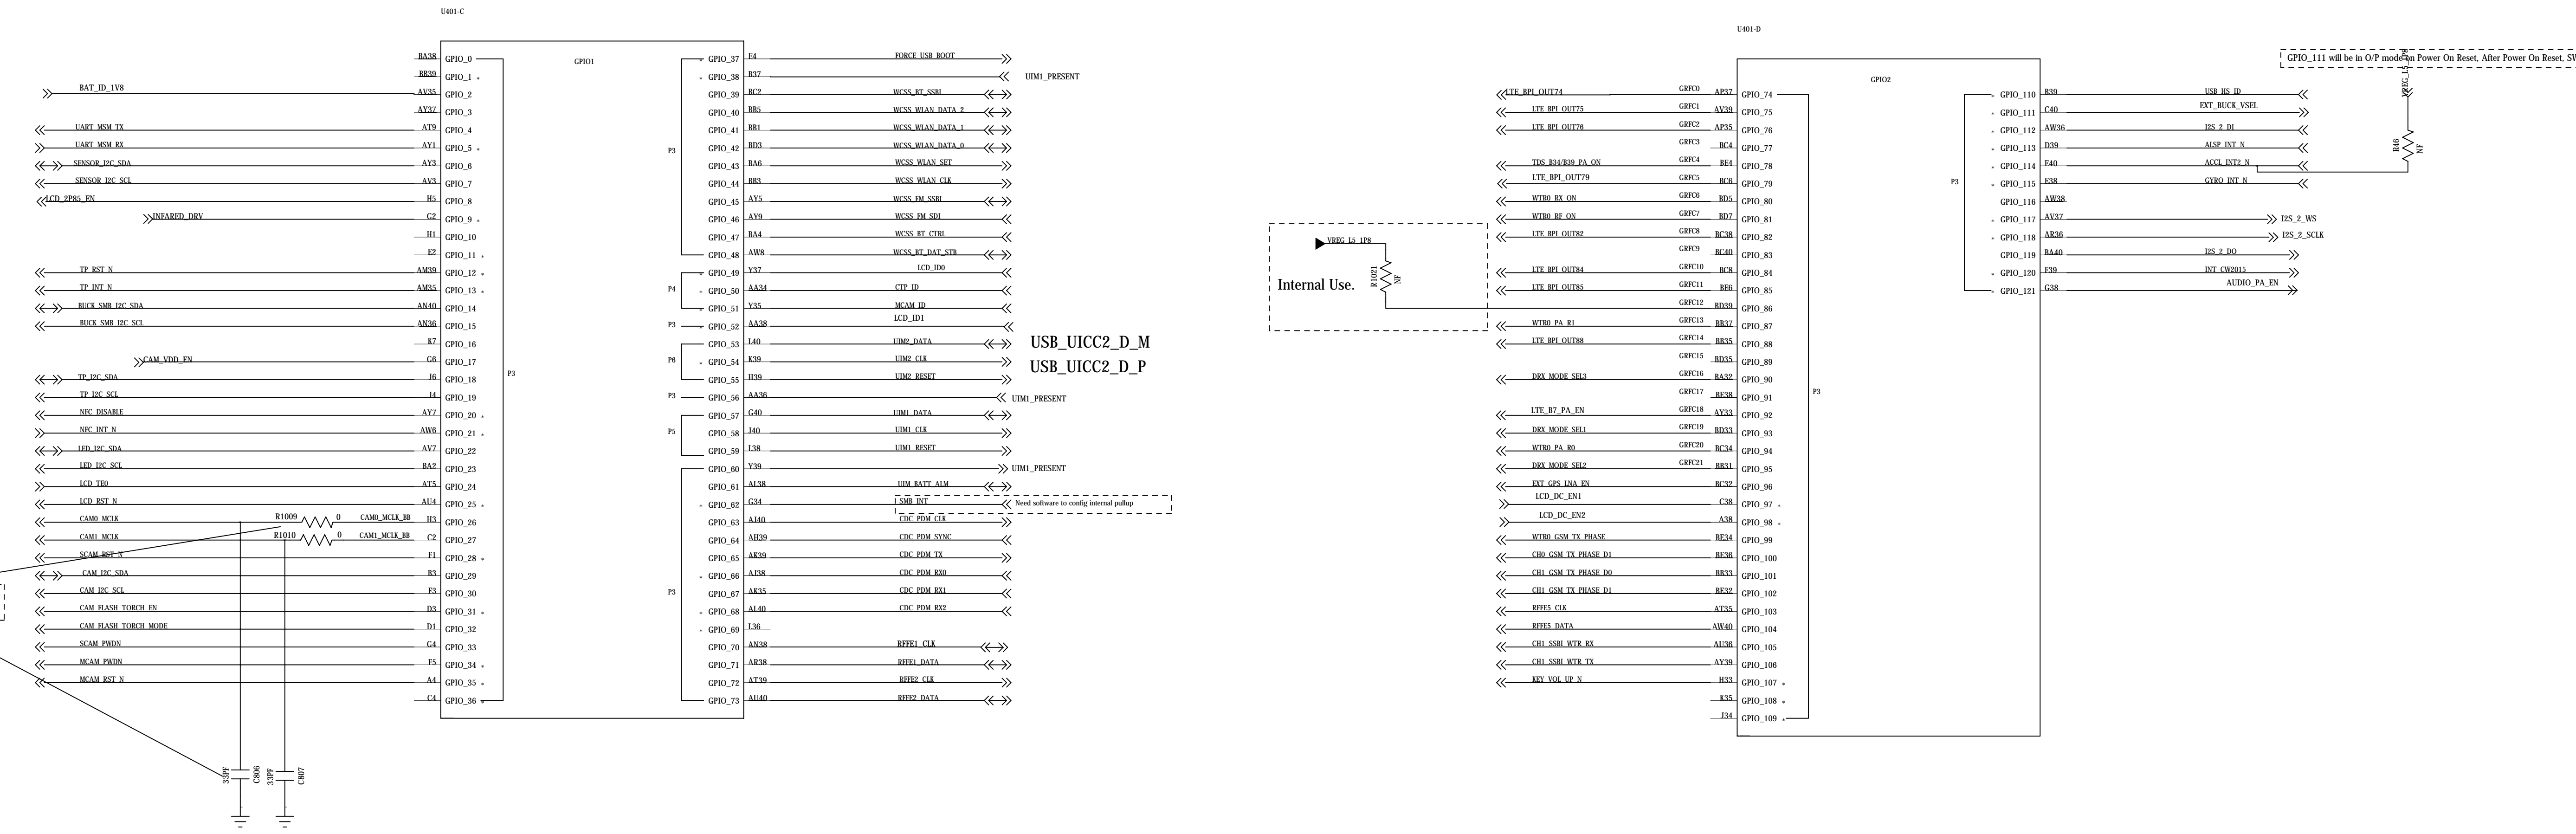 U401-C
GPIO1
BA38 GPIO_0
BB39 GPIO_1 *
BAT_ID_1V8 AV35 GPIO_2
AY37 GPIO_3
UART_MSM_TX AT9 GPIO_4
UART_MSM_RX AY1 GPIO_5 *
SENSOR_I2C_SDA AY3 GPIO_6
SENSOR_I2C_SCL AV3 GPIO_7
LCD_2P85_EN H5 GPIO_8
INFARED_DRV G2 GPIO_9 *
H1 GPIO_10
F2 GPIO_11 *
TP_RST_N AM39 GPIO_12 *
TP_INT_N AM35 GPIO_13 *
BUCK_SMB_I2C_SDA AN40 GPIO_14
BUCK_SMB_I2C_SCL AN36 GPIO_15
K7 GPIO_16
CAM_VDD_EN G6 GPIO_17
TP_I2C_SDA J6 GPIO_18
P3
TP_I2C_SCL J4 GPIO_19
NFC_DISABLE AY7 GPIO_20 *
NFC_INT_N AW6 GPIO_21 *
LED_I2C_SDA AV7 GPIO_22
LED_I2C_SCL BA2 GPIO_23
LCD_TE0 AT5 GPIO_24
LCD_RST_N AU4 GPIO_25 *
CAM0_MCLK R1009 0 CAM0_MCLK_BB H3 GPIO_26
CAM1_MCLK R1010 0 CAM1_MCLK_BB C2 GPIO_27
SCAM_RST_N F1 GPIO_28 *
CAM_I2C_SDA B3 GPIO_29
CAM_I2C_SCL F3 GPIO_30
CAM_FLASH_TORCH_EN D3 GPIO_31 *
CAM_FLASH_TORCH_MODE D1 GPIO_32
SCAM_PWDN G4 GPIO_33
MCAM_PWDN F5 GPIO_34 *
MCAM_RST_N A4 GPIO_35 *
C4 GPIO_36 *
33PF C806
33PF C807
* GPIO_37 E4 FORCE_USB_BOOT
* GPIO_38 B37 UIM1_PRESENT
GPIO_39 BC2 WCSS_BT_SSBI
GPIO_40 BB5 WCSS_WLAN_DATA_2
GPIO_41 BB1 WCSS_WLAN_DATA_1
P3 GPIO_42 BD3 WCSS_WLAN_DATA_0
GPIO_43 BA6 WCSS_WLAN_SET
GPIO_44 BB3 WCSS_WLAN_CLK
GPIO_45 AY5 WCSS_FM_SSBI
GPIO_46 AY9 WCSS_FM_SDI
GPIO_47 BA4 WCSS_BT_CTRL
* GPIO_48 AW8 WCSS_BT_DAT_STB
* GPIO_49 Y37 LCD_ID0
P4 * GPIO_50 AA34 CTP_ID
* GPIO_51 Y35 MCAM_ID
P3 * GPIO_52 AA38 LCD_ID1
GPIO_53 L40 UIM2_DATA USB_UICC2_D_M
P6 * GPIO_54 K39 UIM2_CLK USB_UICC2_D_P
GPIO_55 H39 UIM2_RESET
P3 GPIO_56 AA36 UIM1_PRESENT
GPIO_57 G40 UIM1_DATA
P5 GPIO_58 J40 UIM1_CLK
GPIO_59 L38 UIM1_RESET
GPIO_60 Y39 UIM1_PRESENT
GPIO_61 AL38 UIM_BATT_ALM
* GPIO_62 G34 SMB_INT Need software to config internal pullup
GPIO_63 AJ40 CDC_PDM_CLK
GPIO_64 AH39 CDC_PDM_SYNC
GPIO_65 AK39 CDC_PDM_TX
* GPIO_66 AJ38 CDC_PDM_RX0
P3 GPIO_67 AK35 CDC_PDM_RX1
* GPIO_68 AL40 CDC_PDM_RX2
* GPIO_69 L36
GPIO_70 AN38 RFFE1_CLK
GPIO_71 AR38 RFFE1_DATA
GPIO_72 AT39 RFFE2_CLK
GPIO_73 AU40 RFFE2_DATA
VREG_L5_1P8
Internal Use.
R1021
NF
U401-D
GPIO2
LTE_BPI_OUT74 GRFC0 AP37 GPIO_74
LTE_BPI_OUT75 GRFC1 AV39 GPIO_75
LTE_BPI_OUT76 GRFC2 AP35 GPIO_76
GRFC3 BC4 GPIO_77
TDS_B34/B39_PA_ON GRFC4 BE4 GPIO_78
LTE_BPI_OUT79 GRFC5 BC6 GPIO_79
WTR0_RX_ON GRFC6 BD5 GPIO_80
WTR0_RF_ON GRFC7 BD7 GPIO_81
LTE_BPI_OUT82 GRFC8 BC38 GPIO_82
GRFC9 BC40 GPIO_83
LTE_BPI_OUT84 GRFC10 BC8 GPIO_84
LTE_BPI_OUT85 GRFC11 BE6 GPIO_85
GRFC12 BD39 GPIO_86
WTR0_PA_R1 GRFC13 BB37 GPIO_87
LTE_BPI_OUT88 GRFC14 BB35 GPIO_88
GRFC15 BD35 GPIO_89
DRX_MODE_SEL3 GRFC16 BA32 GPIO_90
GRFC17 BE38 GPIO_91
P3
LTE_B7_PA_EN GRFC18 AY33 GPIO_92
DRX_MODE_SEL1 GRFC19 BD33 GPIO_93
WTR0_PA_R0 GRFC20 BC34 GPIO_94
DRX_MODE_SEL2 GRFC21 BB31 GPIO_95
EXT_GPS_LNA_EN BC32 GPIO_96
LCD_DC_EN1 C38 GPIO_97 *
LCD_DC_EN2 A38 GPIO_98 *
WTR0_GSM_TX_PHASE BE34 GPIO_99
CH0_GSM_TX_PHASE_D1 BE36 GPIO_100
CH1_GSM_TX_PHASE_D0 BB33 GPIO_101
CH1_GSM_TX_PHASE_D1 BE32 GPIO_102
RFFE5_CLK AT35 GPIO_103
RFFE5_DATA AW40 GPIO_104
CH1_SSBI_WTR_RX AU36 GPIO_105
CH1_SSBI_WTR_TX AY39 GPIO_106
KEY_VOL_UP_N H33 GPIO_107 *
K35 GPIO_108 *
J34 GPIO_109 *
GPIO_111 will be in O/P mode on Power On Reset, After Power On Reset, SW
VREG_L5_1P8
R46
NF
* GPIO_110 B39 USB_HS_ID
* GPIO_111 C40 EXT_BUCK_VSEL
* GPIO_112 AW36 I2S_2_DI
* GPIO_113 D39 ALSP_INT_N
* GPIO_114 E40 ACCL_INT2_N
P3 * GPIO_115 F38 GYRO_INT_N
GPIO_116 AW38
* GPIO_117 AV37 I2S_2_WS
* GPIO_118 AR36 I2S_2_SCLK
GPIO_119 BA40 I2S_2_DO
* GPIO_120 F39 INT_CW2015
* GPIO_121 G38 AUDIO_PA_EN